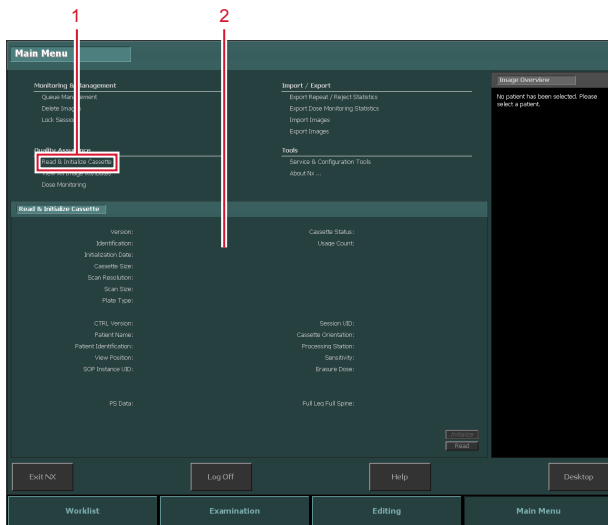 1
2
Main Menu
Monitoring & Management
Queue Management
Delete Images
Lock Session
Import / Export
Export Repeat / Reject Statistics
Export Dose Monitoring Statistics
Import Images
Export Images
Quality Assurance
Read & Initialize Cassette
View All Image Attributes
Dose Monitoring
Tools
Service & Configuration Tools
About Nx ...
Image Overview
No patient has been selected. Please
select a patient.
Read & Initialize Cassette
Version:
Identification:
Initialization Date:
Cassette Size:
Scan Resolution:
Scan Size:
Plate Type:
Cassette Status:
Usage Count:
CTRL Version:
Patient Name:
Patient Identification:
View Position:
SOP Instance UID:
Session UID:
Cassette Orientation:
Processing Station:
Sensitivity:
Erasure Dose:
PS Data:
Full Leg Full Spine:
Initialize
Read
Exit NX
Log Off
Help
Desktop
Worklist
Examination
Editing
Main Menu